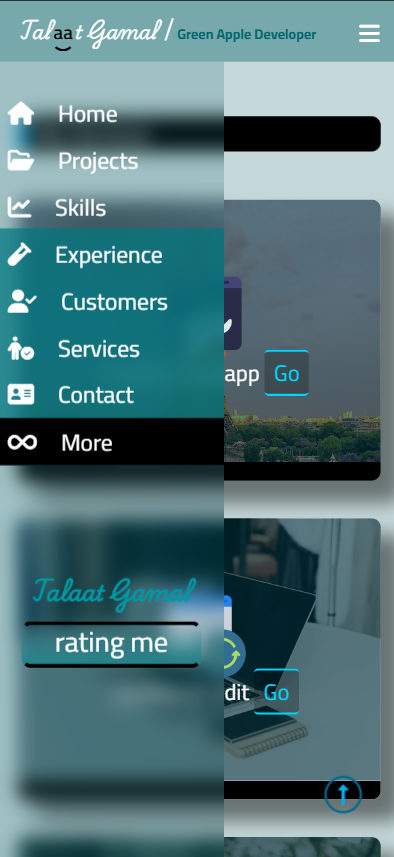 Talaat Gamal / Green Apple Developer
Home
Projects
Skills
Experience
Customers
Services
Contact
More
app Go
Talaat Gamal
rating me
dit Go